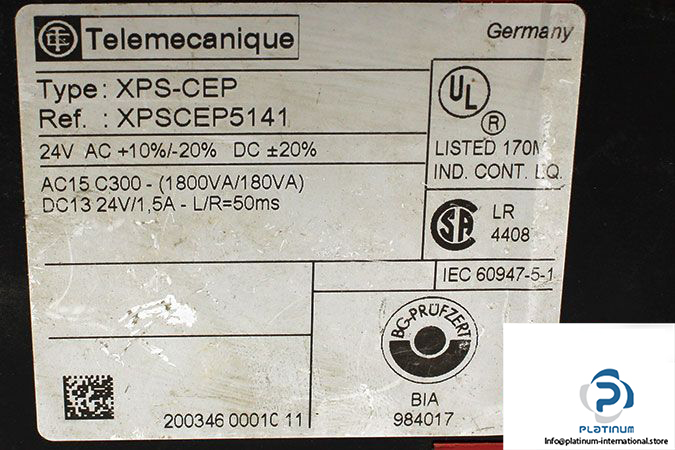 Telemecanique
Germany
Type : XPS-CEP
Ref. : XPSCEP5141
24V AC +10%/-20% DC ±20%
AC15 C300 - (1800VA/180VA)
DC13 24V/1,5A - L/R=50ms
UL
R
LISTED 170M
IND. CONT. EQ.
SA
LR
4408
IEC 60947-5-1
BG-PRÜFZERT
BIA
984017
200346 00010 11
PLATINUM
info@platinum-international.store